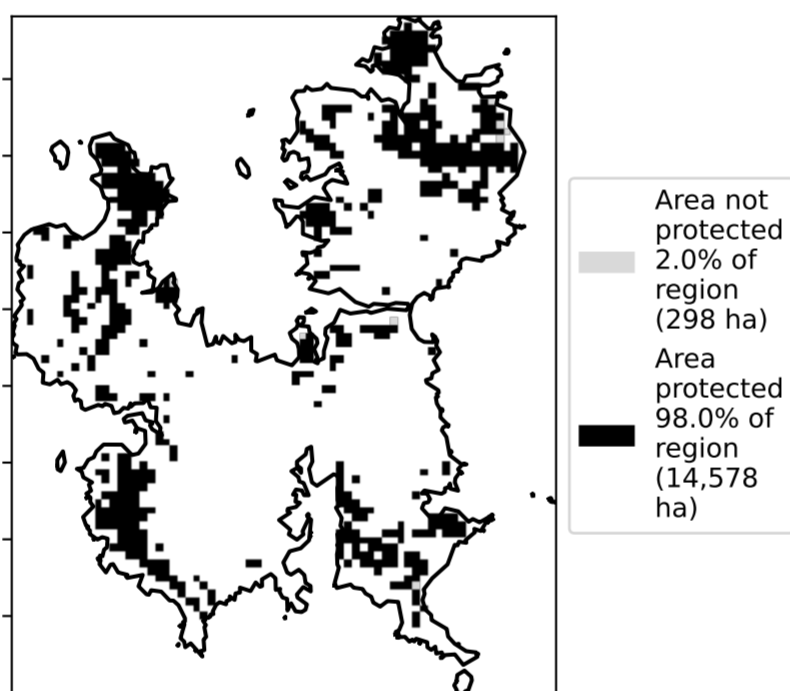 Area not
protected
2.0% of
region
(298 ha)
Area
protected
98.0% of
region
(14,578
ha)